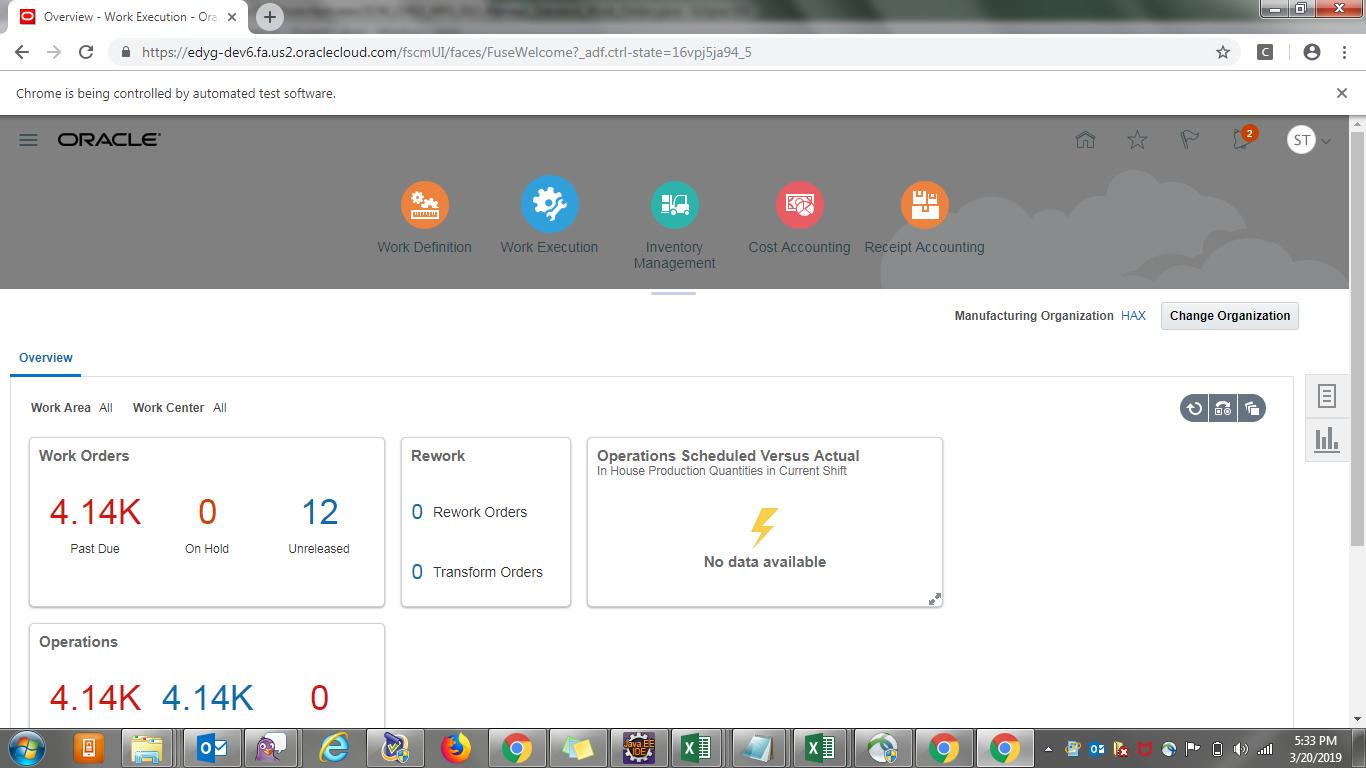 Overview - Work Execution - Ora
https://edyg-dev6.fa.us2.oraclecloud.com/fscmUI/faces/FuseWelcome?_adf.ctrl-state=16vpj5ja94_5
C
Chrome is being controlled by automated test software.
ORACLE
2
ST
Work Definition
Work Execution
Inventory
Management
Cost Accounting
Receipt Accounting
Manufacturing Organization HAX
Change Organization
Overview
Work Area All Work Center All
Work Orders
4.14K 0 12
Past Due On Hold Unreleased
Rework
0 Rework Orders
0 Transform Orders
Operations Scheduled Versus Actual
In House Production Quantities in Current Shift
No data available
Operations
4.14K 4.14K 0
Java EE
IDE
5:33 PM
3/20/2019